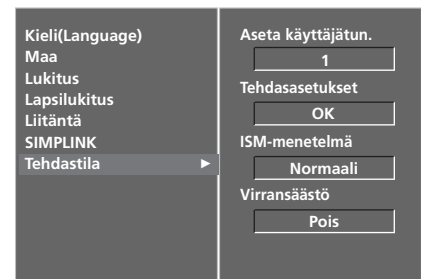 Kieli(Language)
Maa
Lukitus
Lapsilukitus
Liitäntä
SIMPLINK
Tehdastila ►
Aseta käyttäjätun.
1
Tehdasasetukset
OK
ISM-menetelmä
Normaali
Virransäästö
Pois